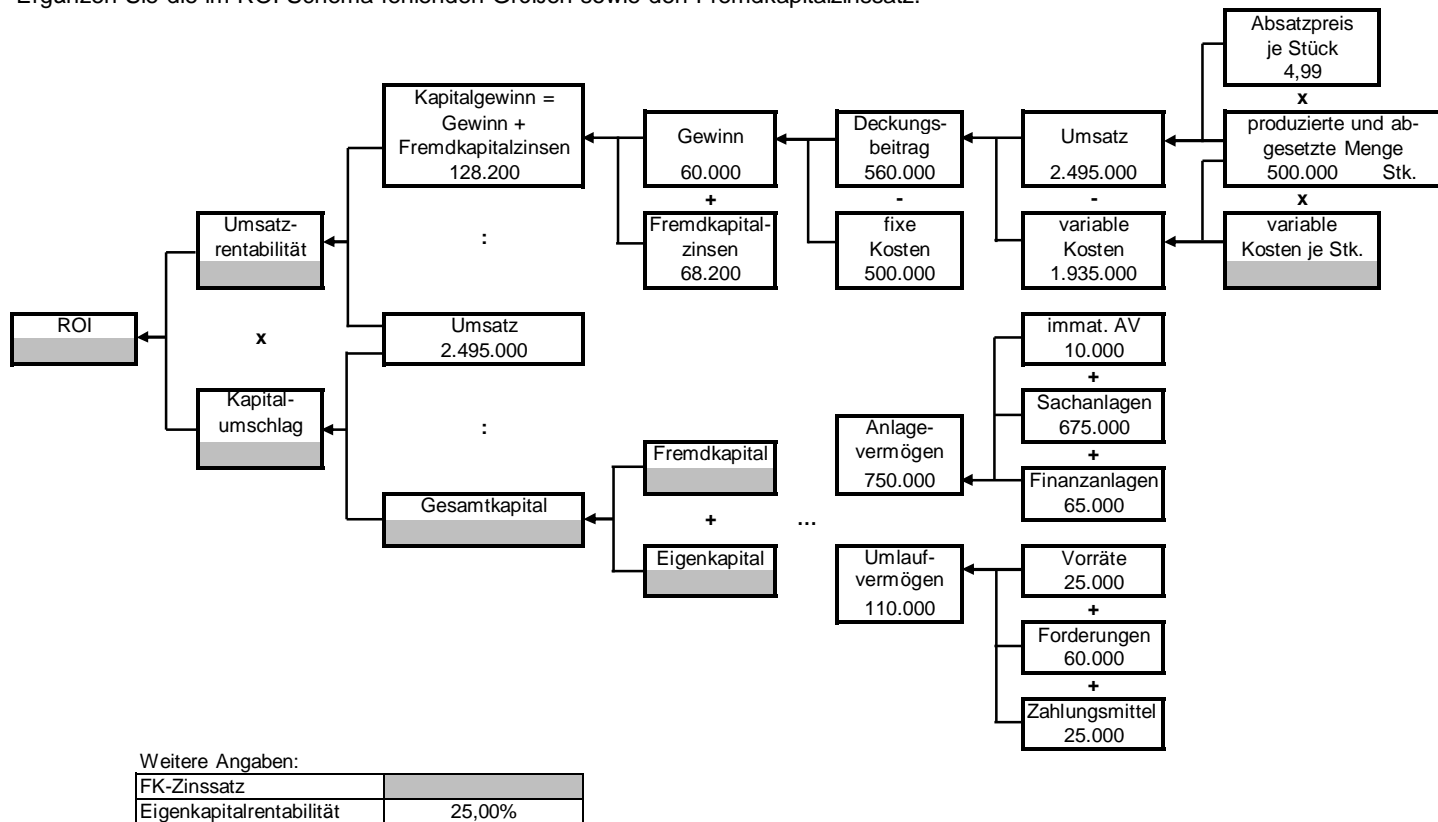 Ergänzen Sie die im ROI-Schema fehlenden Größen sowie den Fremdkapitalzinssatz.
Absatzpreis
je Stück
4,99
x
Kapitalgewinn =
Gewinn +
Fremdkapitalzinsen
128.200
Gewinn
60.000
Deckungs-
beitrag
560.000
Umsatz
2.495.000
produzierte und ab-
gesetzte Menge
500.000 Stk.
+
-
-
x
Umsatz-
rentabilität
:
Fremdkapital-
zinsen
68.200
fixe
Kosten
500.000
variable
Kosten
1.935.000
variable
Kosten je Stk.
ROI
x
Umsatz
2.495.000
immat. AV
10.000
+
Kapital-
umschlag
:
Sachanlagen
675.000
Anlage-
vermögen
750.000
+
Fremdkapital
Finanzanlagen
65.000
Gesamtkapital
+
...
Eigenkapital
Umlauf-
vermögen
110.000
Vorräte
25.000
+
Forderungen
60.000
+
Zahlungsmittel
25.000
Weitere Angaben:
FK-Zinssatz
Eigenkapitalrentabilität 25,00%